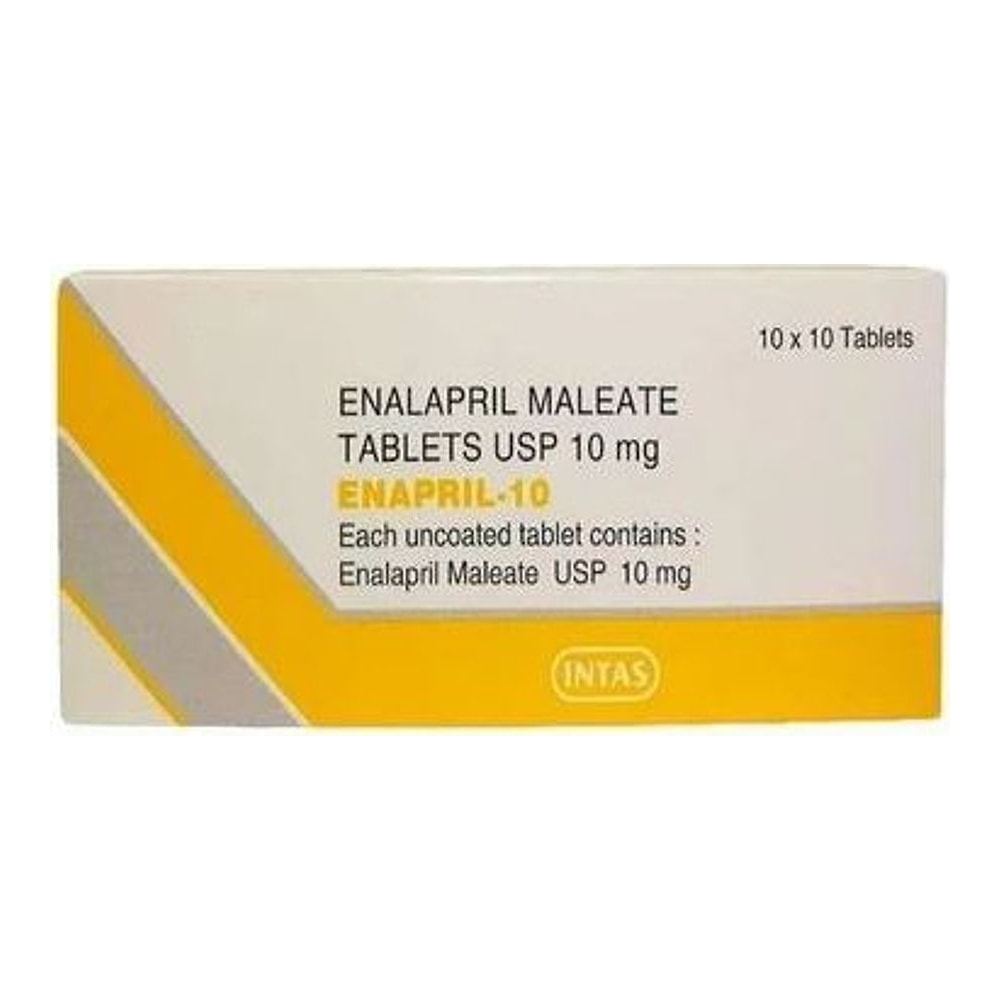 10 x 10 Tablets
ENALAPRIL MALEATE
TABLETS USP 10 mg
ENAPRIL-10
Each uncoated tablet contains :
Enalapril Maleate USP 10 mg
INTAS